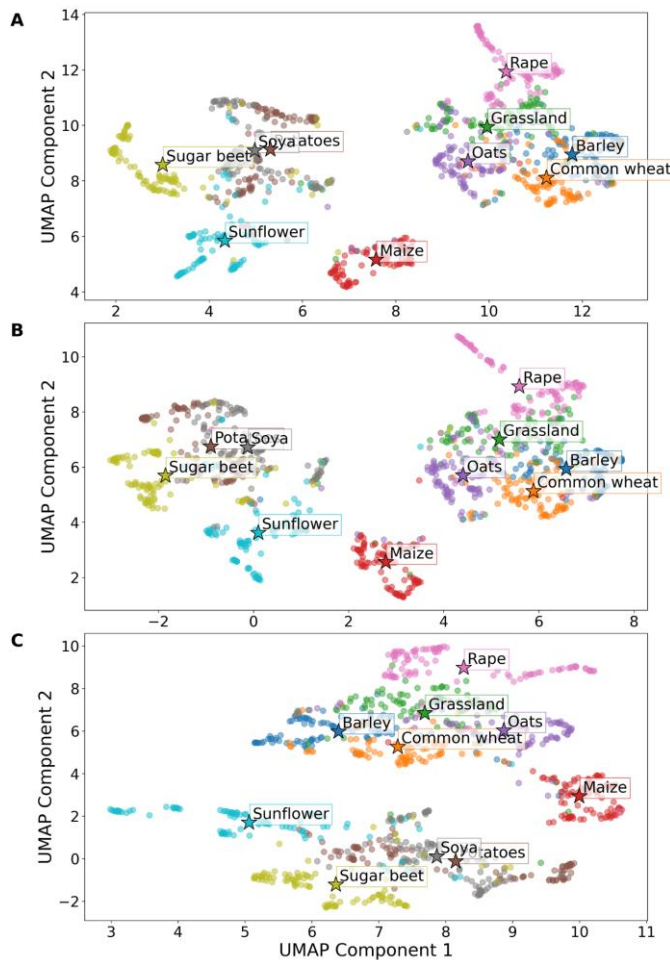 A
14
12
10
8
6
4
UMAP Component 2
Rape
Grassland
Oats
Barley
Common wheat
Soya atoes
Sugar beet
Sunflower
Maize
2 4 6 8 10 12
B
10
8
6
4
2
UMAP Component 2
Rape
Grassland
Pota Soya
Oats
Barley
Sugar beet
Common wheat
Sunflower
Maize
−2 0 2 4 6 8
C
10
8
6
4
2
0
−2
UMAP Component 2
Rape
Grassland
Barley
Oats
Common wheat
Maize
Sunflower
Soya tatoes
Sugar beet
3 4 5 6 7 8 9 10 11
UMAP Component 1